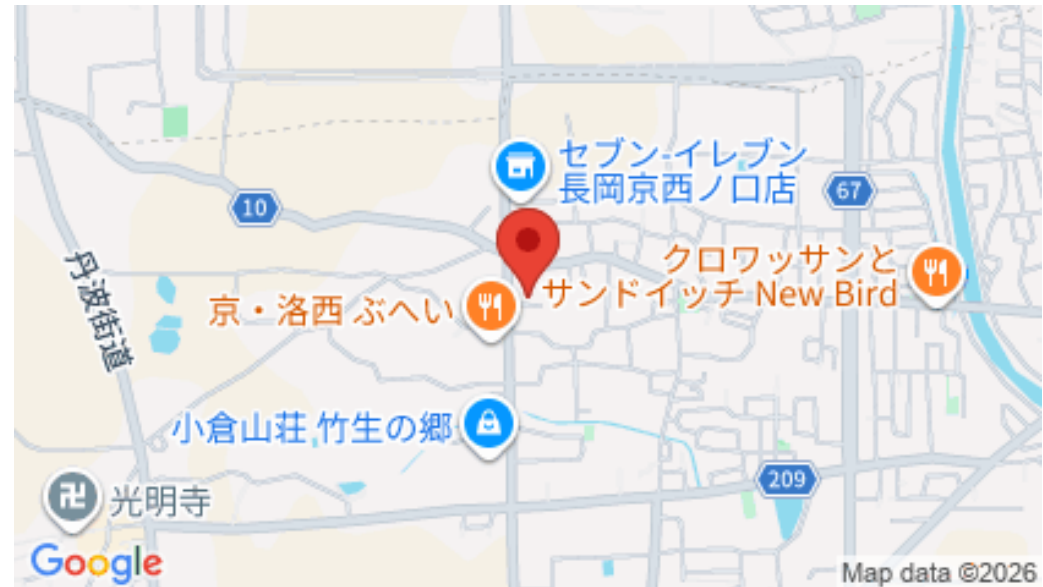 セブン-イレブン
長岡京西ノ口店
67
10
クロワッサンと
サンドイッチ New Bird
丹波街道
京・洛西 ぶへい
小倉山荘 竹生の郷
209
卍
光明寺
Google
Map data ©2026